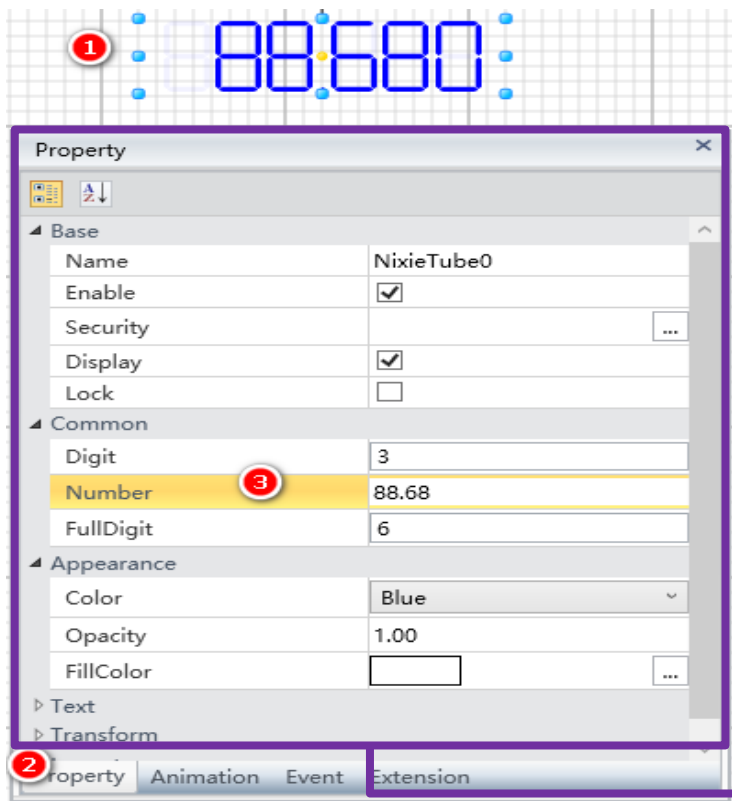 1
88.680
Property
Base
Name NixieTube0
Enable
Security ...
Display
Lock
Common
Digit 3
Number 3 88.68
FullDigit 6
Appearance
Color Blue
Opacity 1.00
FillColor ...
Text
Transform
2
Property Animation Event Extension